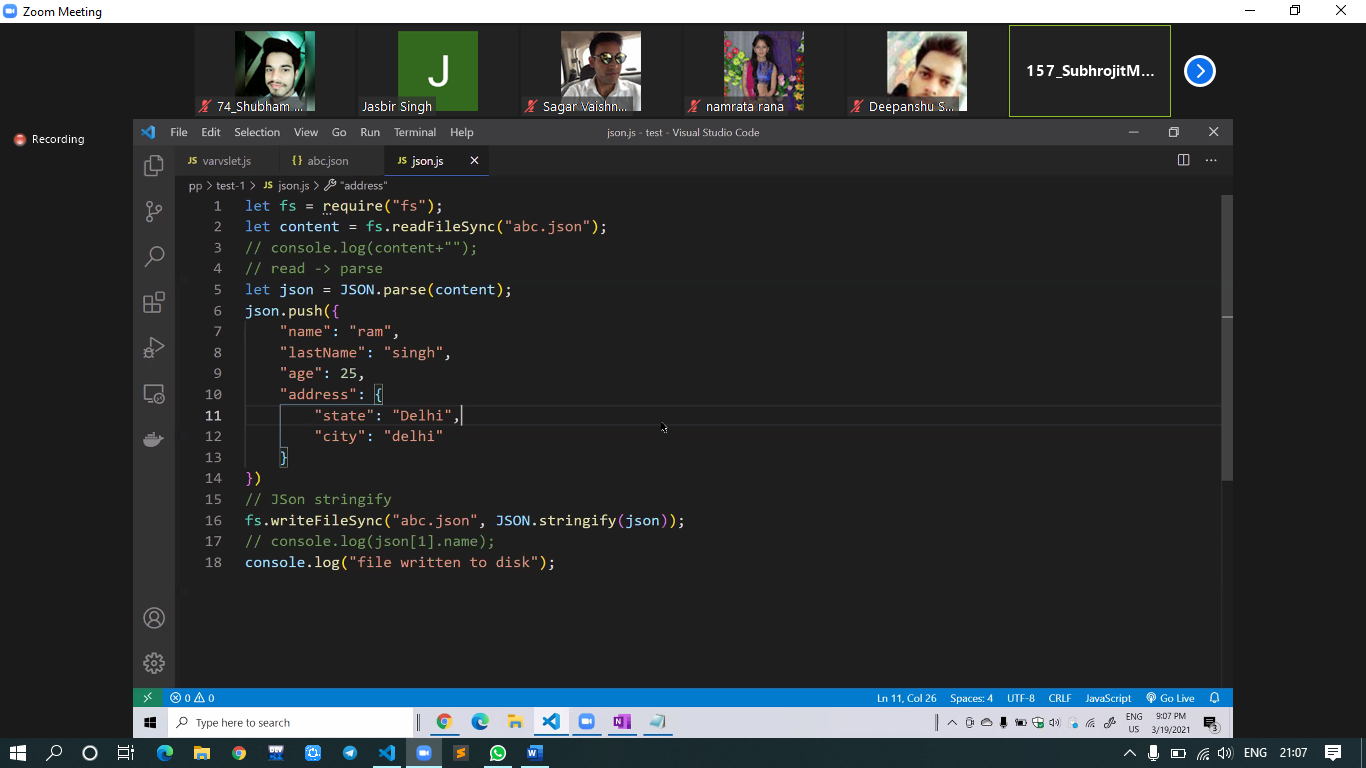 Zoom Meeting
J
157_SubhrojitM...
74_Shubham ...
Jasbir Singh
Sagar Vaishn...
namrata rana
Deepanshu S...
Recording
File Edit Selection View Go Run Terminal Help
json.js - test - Visual Studio Code
JS varvslet.js
{} abc.json
JS json.js
pp > test-1 > JS json.js > "address"
1 let fs = require("fs");
2 let content = fs.readFileSync("abc.json");
3 // console.log(content+"");
4 // read -> parse
5 let json = JSON.parse(content);
6 json.push({
7 "name": "ram",
8 "lastName": "singh",
9 "age": 25,
10 "address": {
11 "state": "Delhi",
12 "city": "delhi"
13 }
14 })
15 // JSon stringify
16 fs.writeFileSync("abc.json", JSON.stringify(json));
17 // console.log(json[1].name);
18 console.log("file written to disk");
0 0
Ln 11, Col 26 Spaces: 4 UTF-8 CRLF JavaScript Go Live
Type here to search
ENG
US
9:07 PM
3/19/2021
3
ENG 21:07